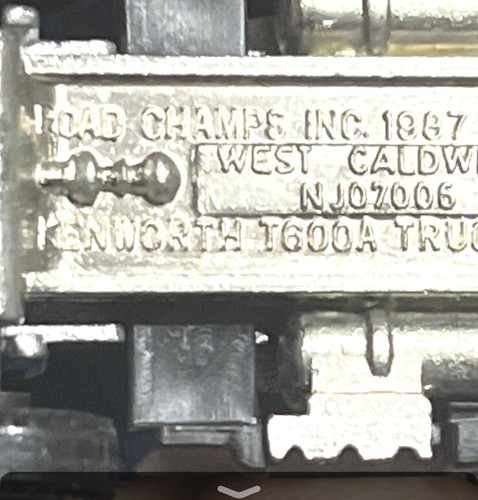 ROAD CHAMPS INC. 1987
WEST CALDW
NJ07006
KENWORTH T600A TRUC